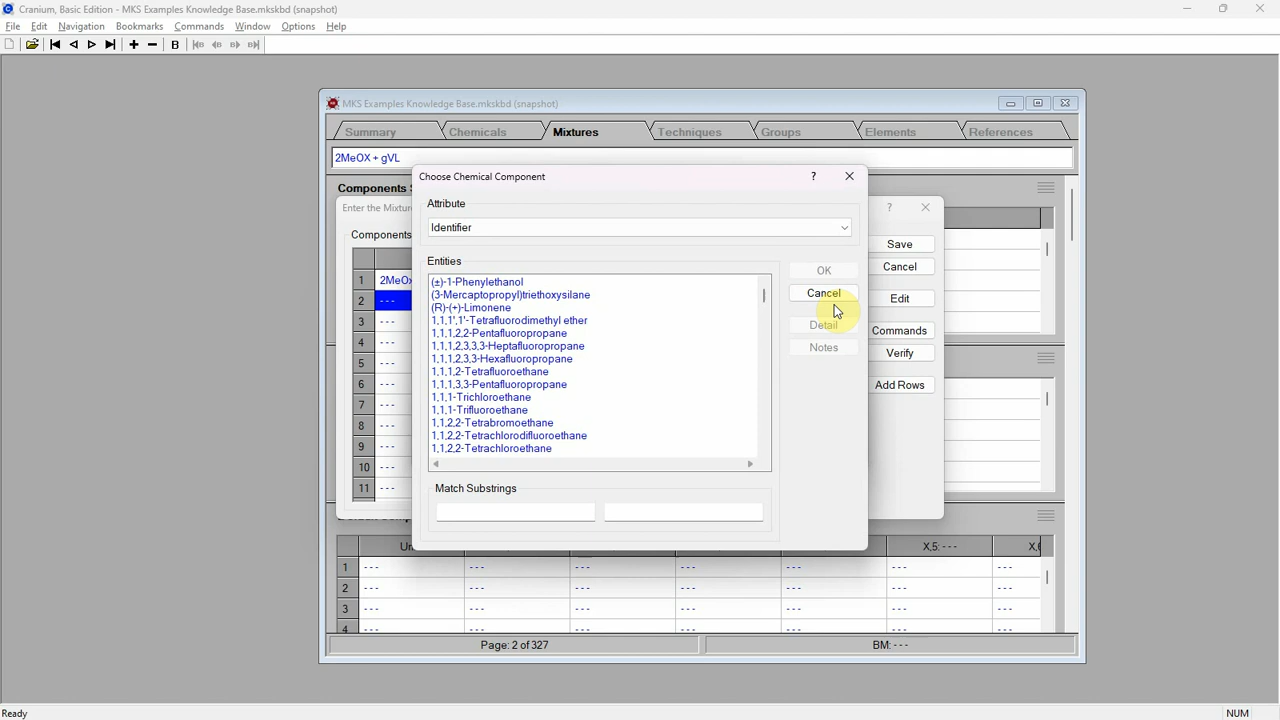 Cranium, Basic Edition - MKS Examples Knowledge Base.mkskbd (snapshot)
File Edit Navigation Bookmarks Commands Window Options Help
B
MKS Examples Knowledge Base.mkskbd (snapshot)
Summary Chemicals Mixtures Techniques Groups Elements References
2MeOX + gVL
Components
Enter the Mixtur
Components
1 2MeO
2 ---
3 ---
4 ---
5 ---
6 ---
7 ---
8 ---
9 ---
10 ---
11 ---
Save
Cancel
Edit
Commands
Verify
Add Rows
Choose Chemical Component ?
Attribute
Identifier
Entities
(±)-1-Phenylethanol
(3-Mercaptopropyl)triethoxysilane
(R)-(+)-Limonene
1,1,1',1'-Tetrafluorodimethyl ether
1,1,1,2,2-Pentafluoropropane
1,1,1,2,3,3,3-Heptafluoropropane
1,1,1,2,3,3-Hexafluoropropane
1,1,1,2-Tetrafluoroethane
1,1,1,3,3-Pentafluoropropane
1,1,1-Trichloroethane
1,1,1-Trifluoroethane
1,1,2,2-Tetrabromoethane
1,1,2,2-Tetrachlorodifluoroethane
1,1,2,2-Tetrachloroethane
OK
Cancel
Detail
Notes
Match Substrings
Un X,5: --- X,6
1 --- --- --- --- --- --- ---
2 --- --- --- --- --- --- ---
3 --- --- --- --- --- --- ---
4 --- --- --- --- --- --- ---
Page: 2 of 327 BM: ---
Ready NUM